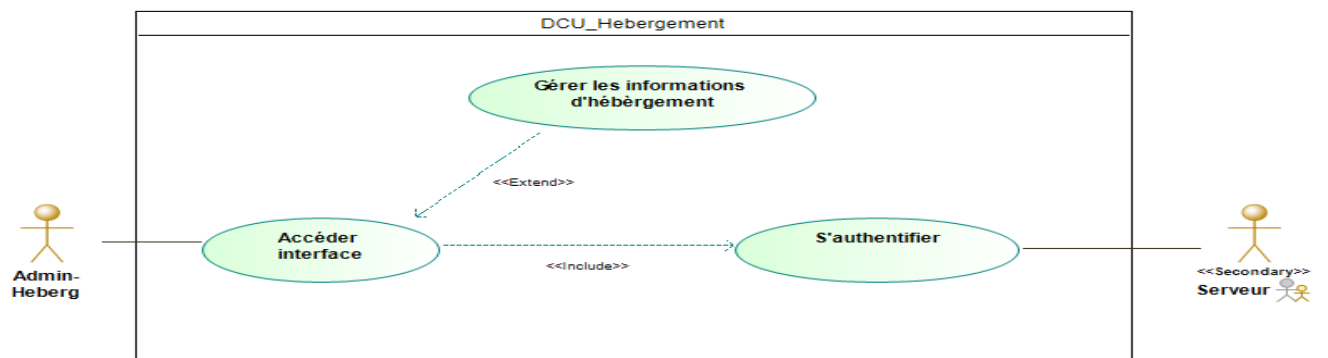 DCU_Hebergement
Gérer les informations
d'hébèrgement
<<Extend>>
Accéder
interface
<<Include>>
S'authentifier
Admin-
Heberg
<<Secondary>>
Serveur